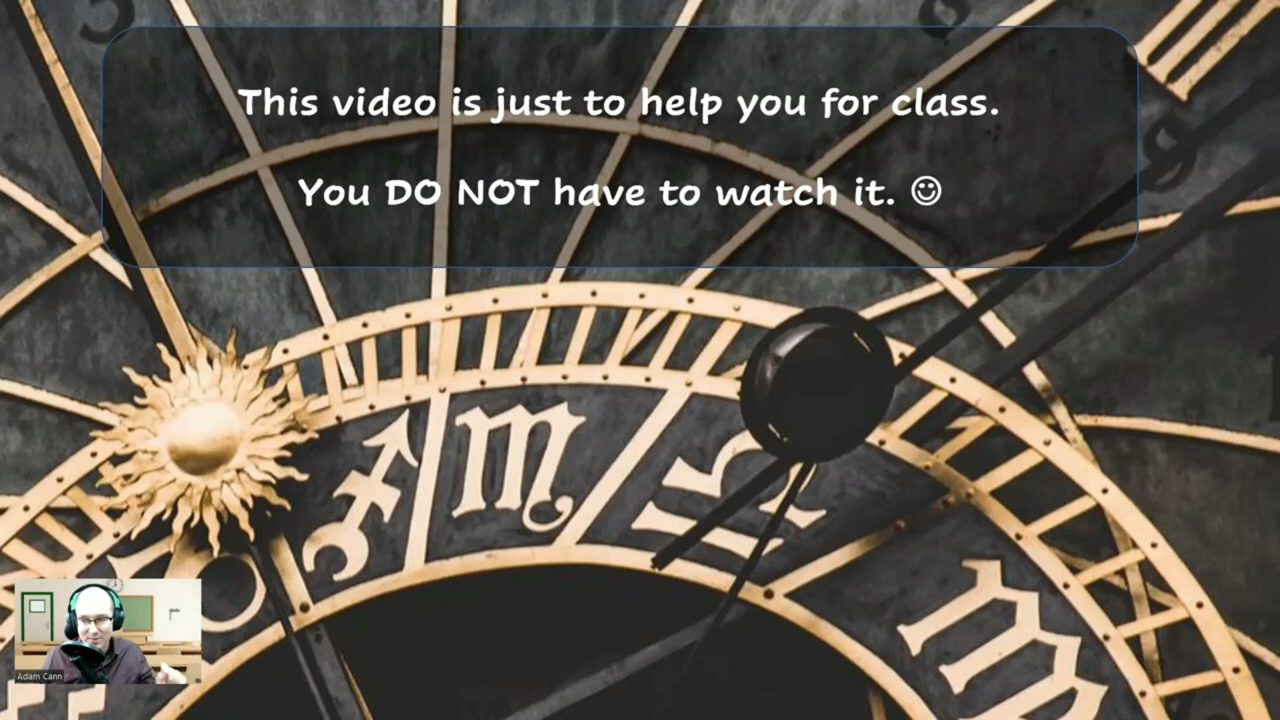 This video is just to help you for class.
You DO NOT have to watch it. ☺
Adam Cann